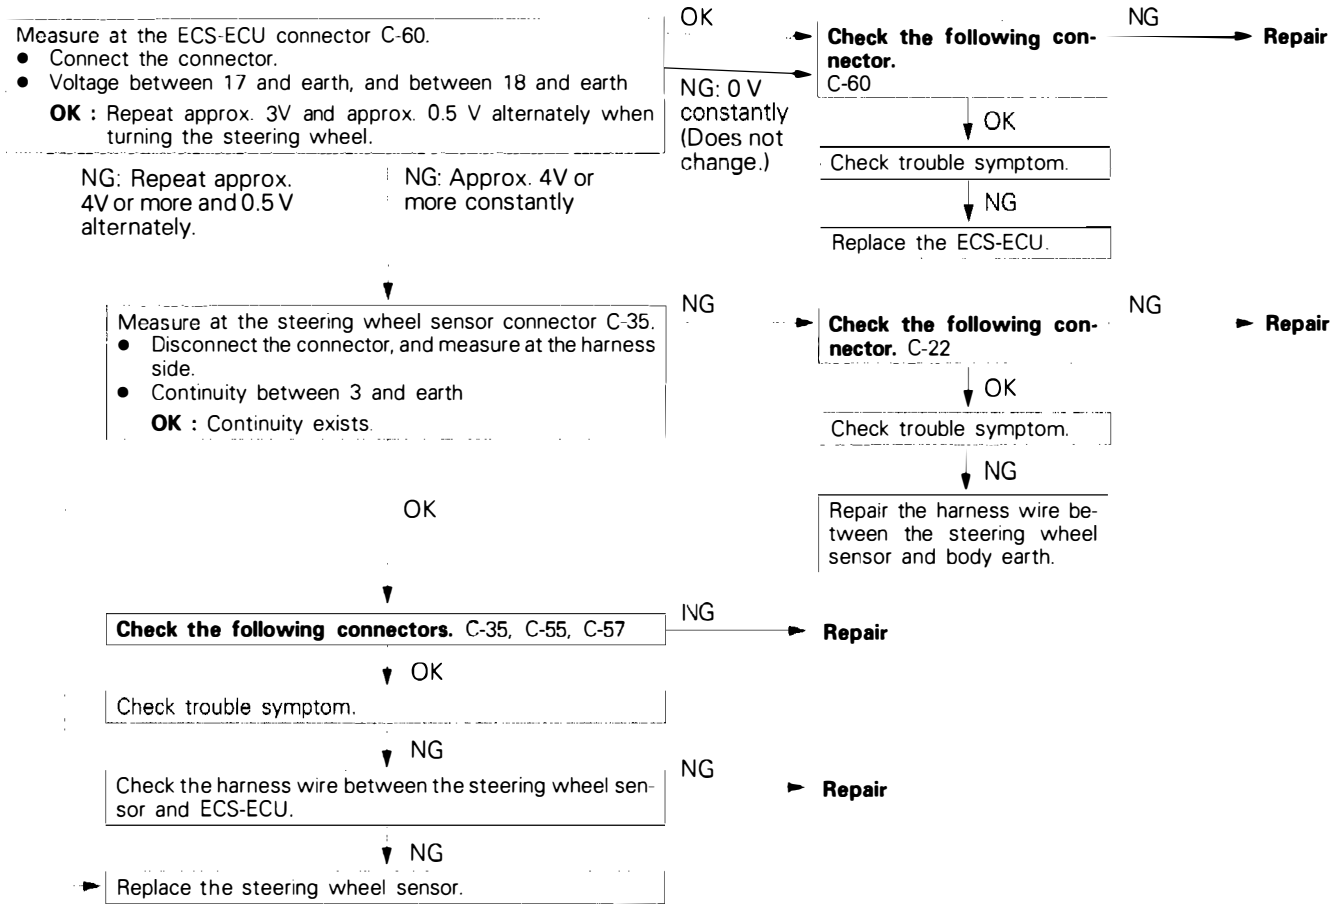 Measure at the ECS-ECU connector C-60.
● Connect the connector.
● Voltage between 17 and earth, and between 18 and earth
OK : Repeat approx. 3V and approx. 0.5 V alternately when
turning the steering wheel.
OK
NG: 0 V
constantly
(Does not
change.)
Check the following con-
nector.
C-60
NG
Repair
OK
Check trouble symptom.
NG
Replace the ECS-ECU.
NG: Repeat approx.
4V or more and 0.5 V
alternately.
NG: Approx. 4V or
more constantly
Measure at the steering wheel sensor connector C-35.
● Disconnect the connector, and measure at the harness
side.
● Continuity between 3 and earth
OK : Continuity exists.
NG
Check the following con-
nector. C-22
NG
Repair
OK
Check trouble symptom.
NG
Repair the harness wire be-
tween the steering wheel
sensor and body earth.
OK
Check the following connectors. C-35, C-55, C-57
NG
Repair
OK
Check trouble symptom.
NG
Check the harness wire between the steering wheel sen-
sor and ECS-ECU.
NG
Repair
NG
Replace the steering wheel sensor.